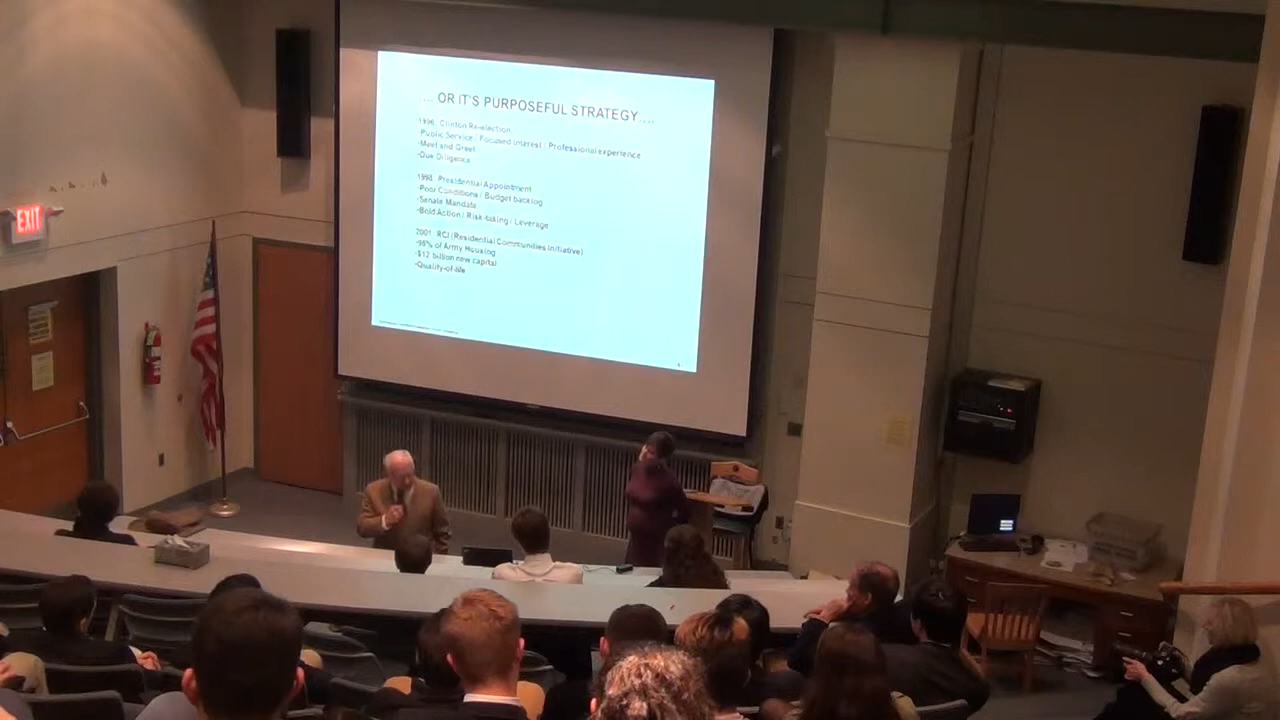 .... OR IT'S PURPOSEFUL STRATEGY....
1996: Clinton Re-election
-Public Service / Focused Interest / Professional experience
-Meet and Greet
-Due Diligence
1998: Presidential Appointment
-Poor Conditions / Budget backlog
-Senate Mandate
-Bold Action / Risk-taking / Leverage
2001: RCI (Residential Communities Initiative)
-98% of Army Housing
-$12 billion new capital
-Quality-of-life
EXIT